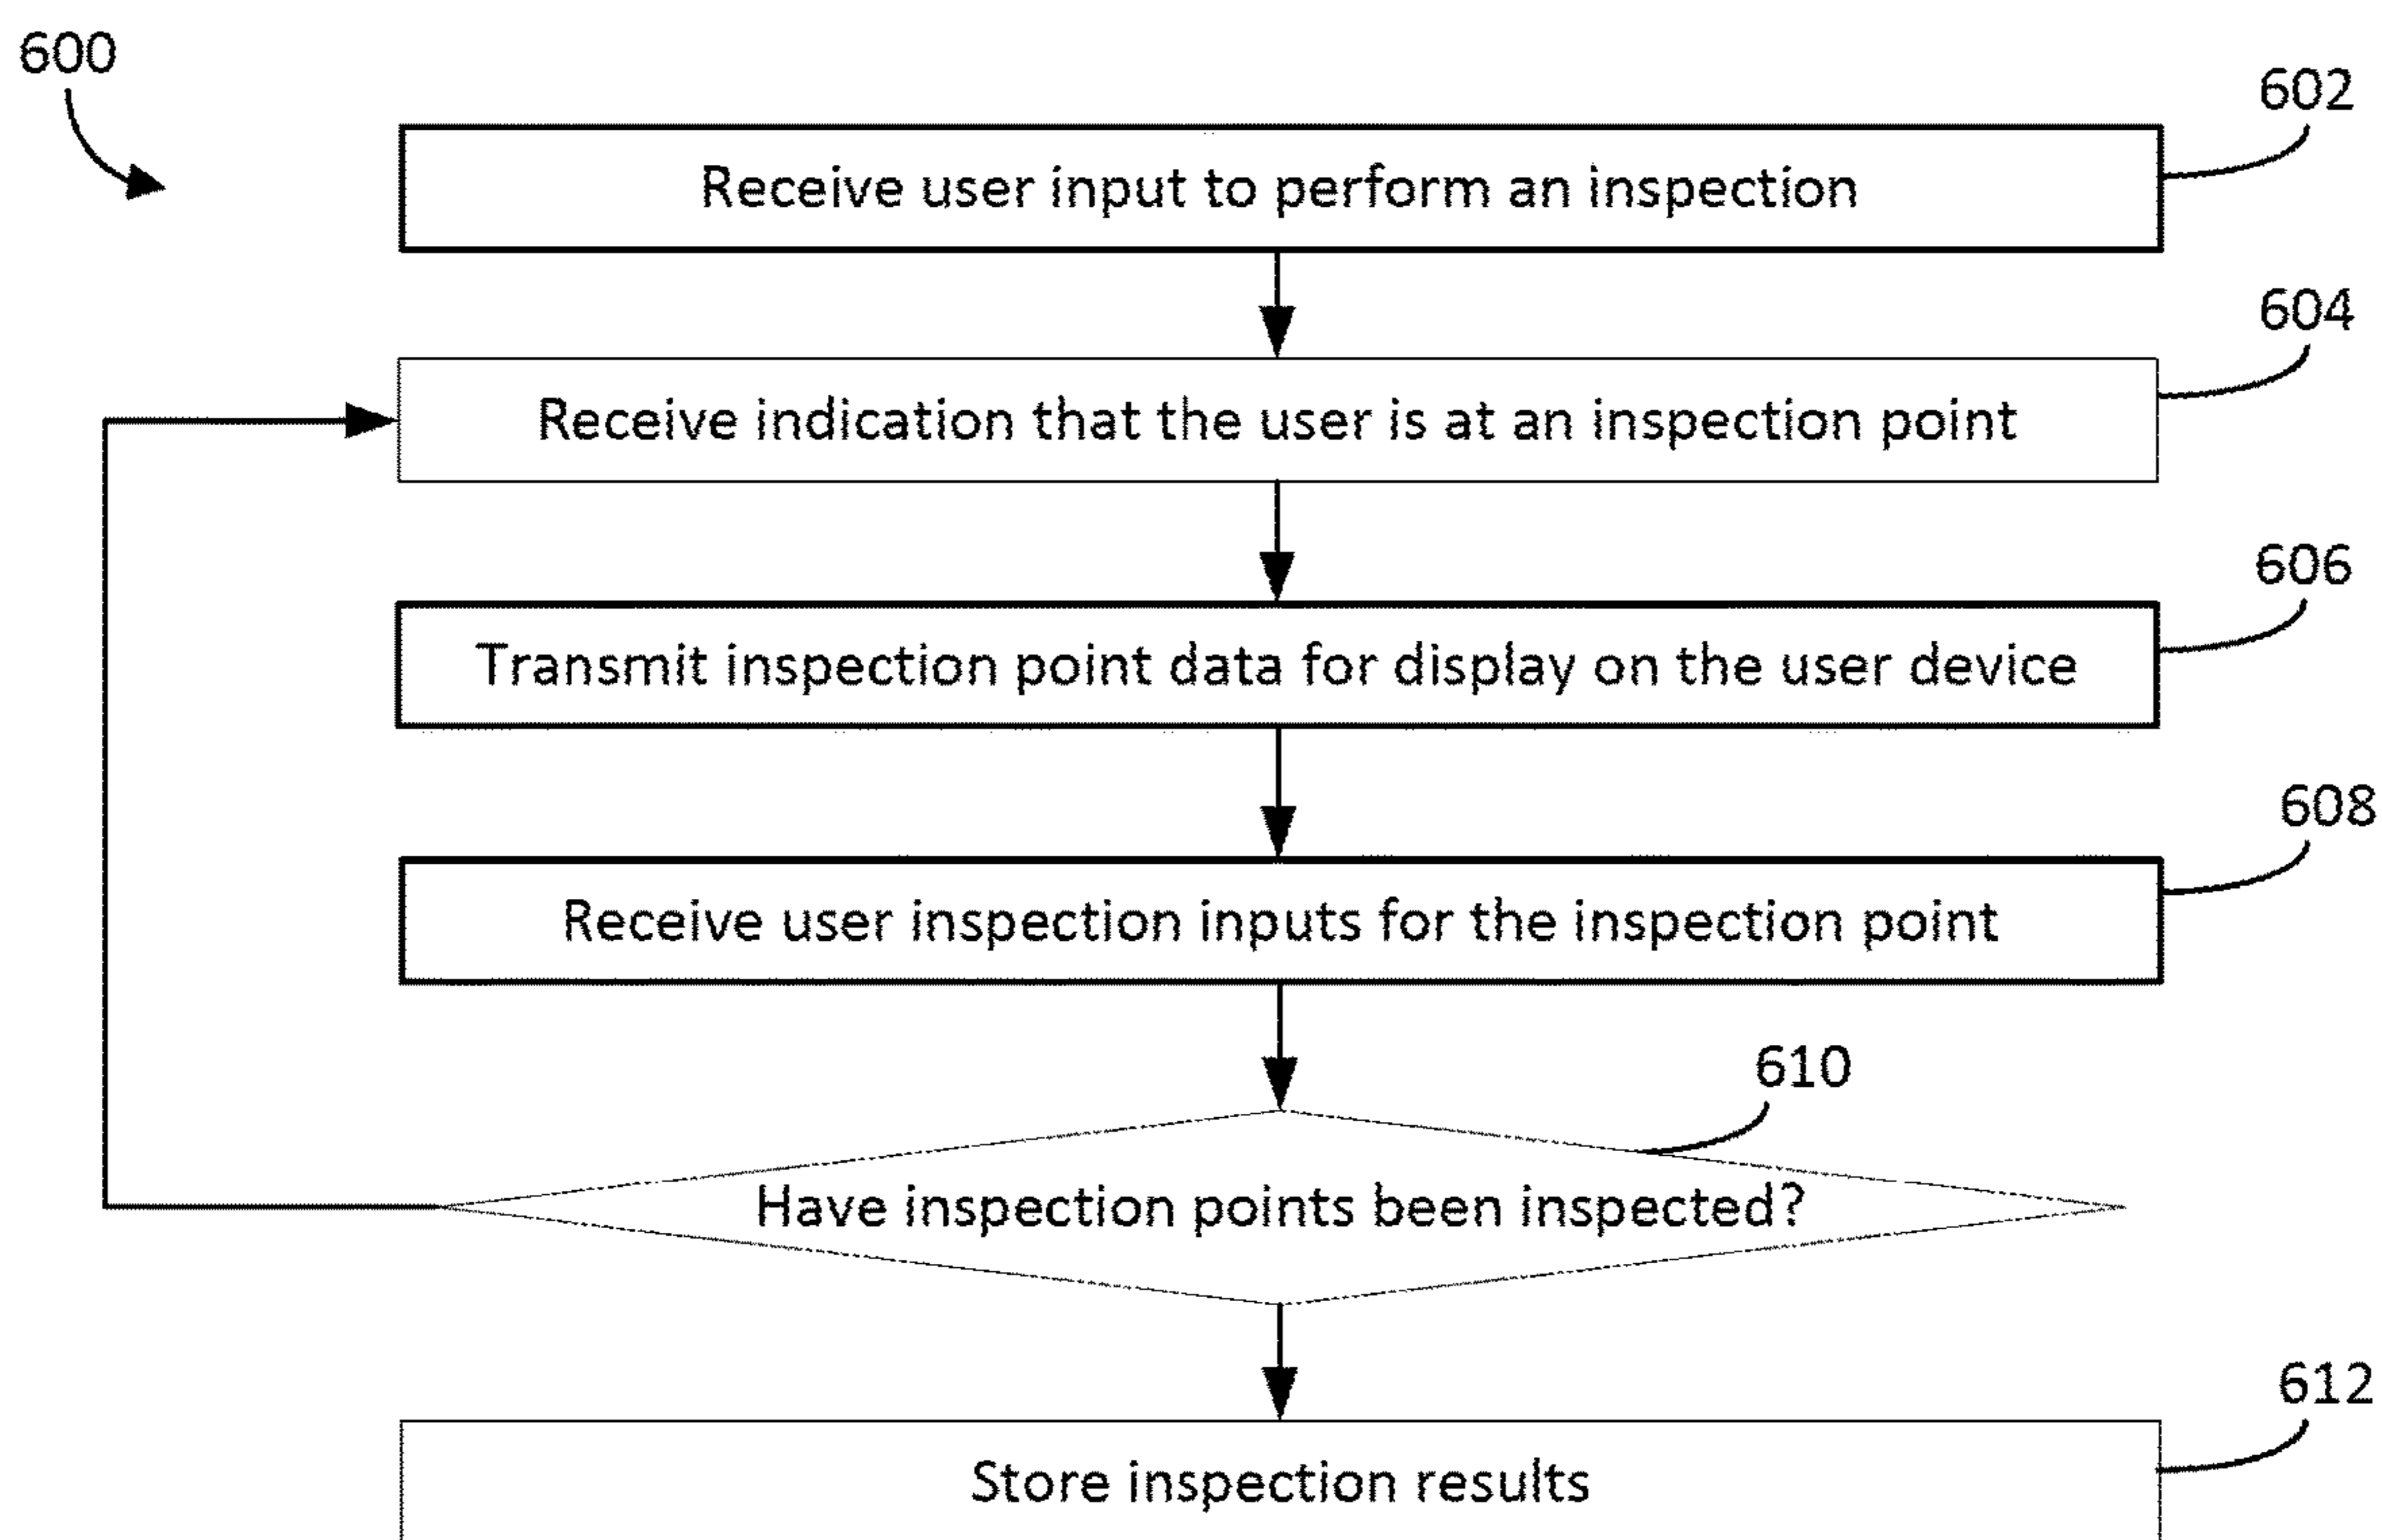 600
602
Receive user input to perform an inspection
604
Receive indication that the user is at an inspection point
606
Transmit inspection point data for display on the user device
608
Receive user inspection inputs for the inspection point
610
Have inspection points been inspected?
612
Store inspection results